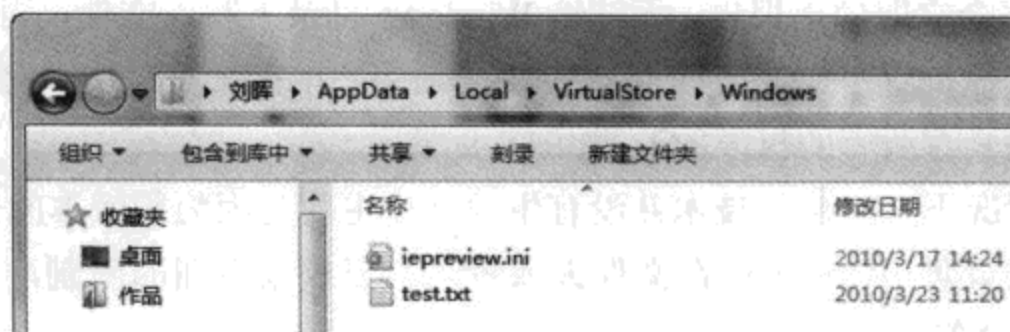 刘晖 ▸ AppData ▸ Local ▸ VirtualStore ▸ Windows
组织 包含到库中 共享 刻录 新建文件夹
收藏夹
桌面
作品
名称 修改日期
iepreview.ini 2010/3/17 14:24
test.txt 2010/3/23 11:20